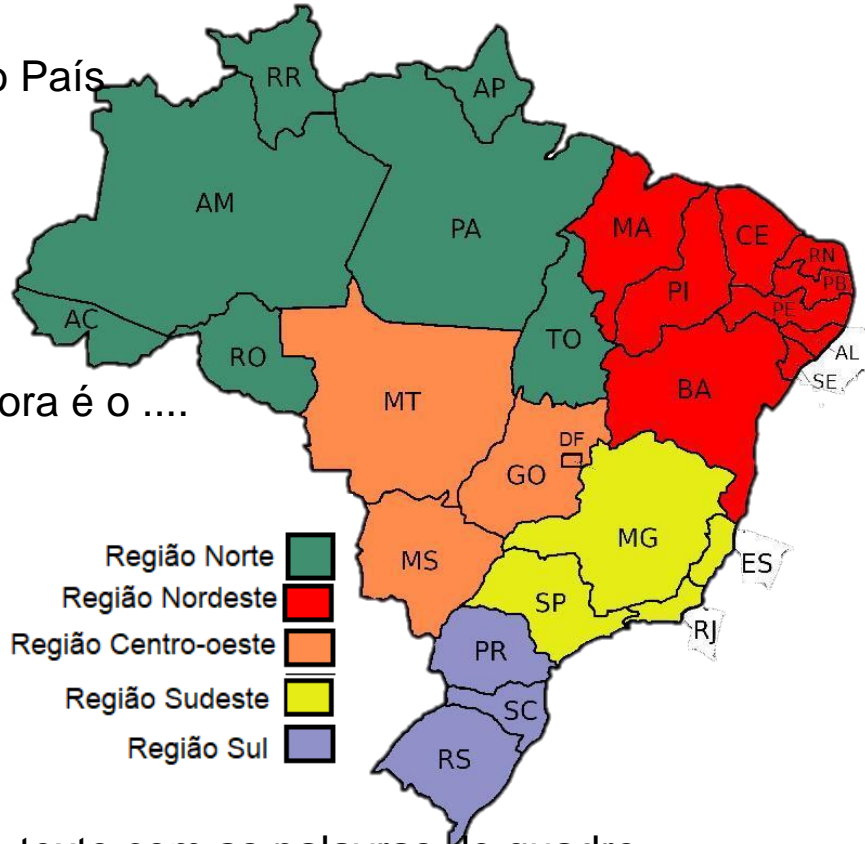 o País
RR
AP
AM
PA
MA
CE
RN
PI
PB
PE
AC
TO
AL
RO
SE
MT
BA
ora é o ....
DF
GO
MG
Região Norte
MS
ES
Região Nordeste
SP
RJ
Região Centro-oeste
PR
Região Sudeste
SC
Região Sul
RS
texto com as palavras do quadro